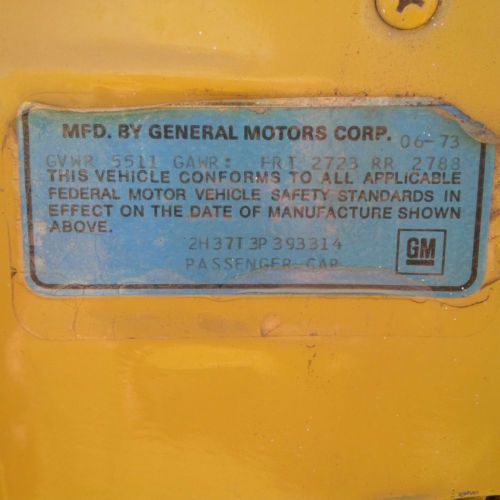 MFD. BY GENERAL MOTORS CORP. 06-73
GVWR 5511 GAWR: FRT 2723 RR 2788
THIS VEHICLE CONFORMS TO ALL APPLICABLE
FEDERAL MOTOR VEHICLE SAFETY STANDARDS IN
EFFECT ON THE DATE OF MANUFACTURE SHOWN
ABOVE.
2H37T3P393314
PASSENGER-CAR
GM